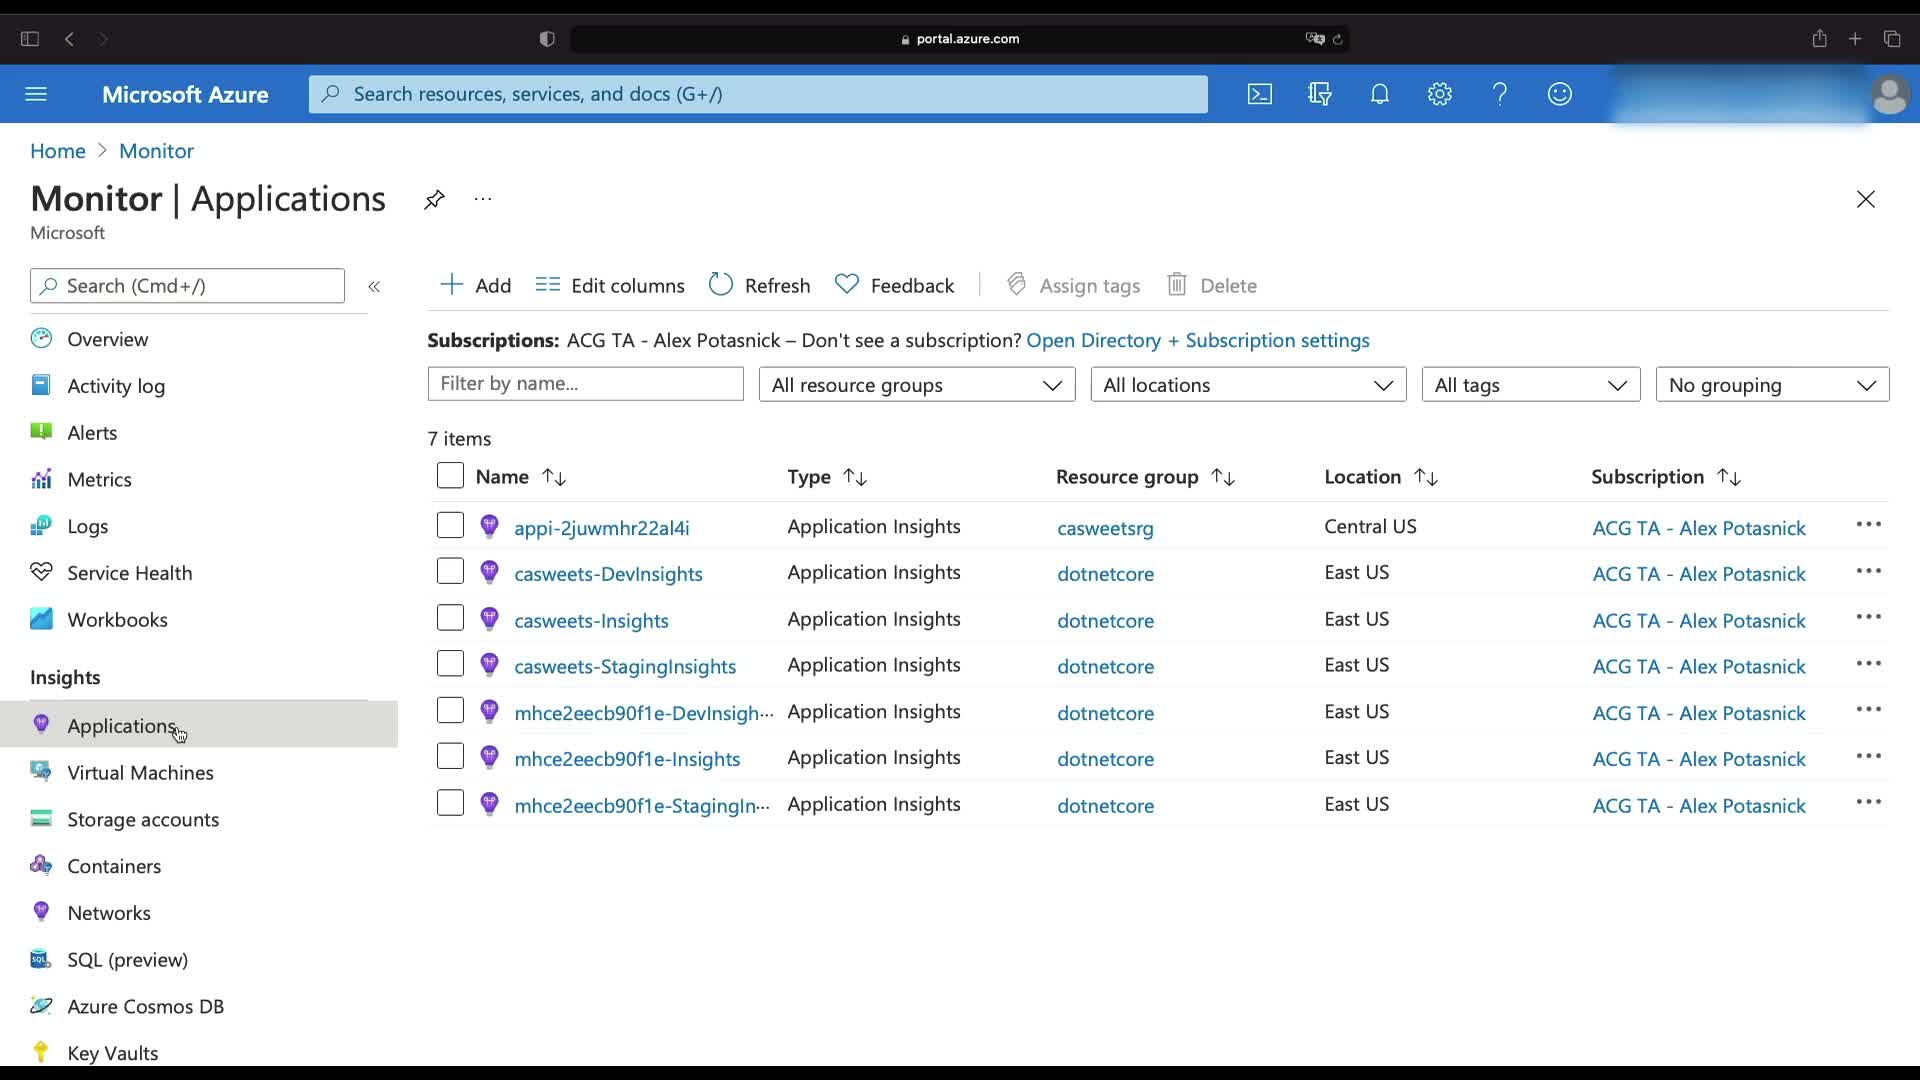 portal.azure.com
Microsoft Azure
Search resources, services, and docs (G+/)
Home > Monitor
Monitor | Applications
Microsoft
Search (Cmd+/)
Overview
Activity log
Alerts
Metrics
Logs
Service Health
Workbooks
Insights
Applications
Virtual Machines
Storage accounts
Containers
Networks
SQL (preview)
Azure Cosmos DB
Key Vaults
Add Edit columns Refresh Feedback Assign tags Delete
Subscriptions: ACG TA - Alex Potasnick – Don't see a subscription? Open Directory + Subscription settings
Filter by name... All resource groups All locations All tags No grouping
7 items
Name Type Resource group Location Subscription
appi-2juwmhr22al4i Application Insights casweetsrg Central US ACG TA - Alex Potasnick
casweets-DevInsights Application Insights dotnetcore East US ACG TA - Alex Potasnick
casweets-Insights Application Insights dotnetcore East US ACG TA - Alex Potasnick
casweets-StagingInsights Application Insights dotnetcore East US ACG TA - Alex Potasnick
mhce2eecb90f1e-DevInsigh... Application Insights dotnetcore East US ACG TA - Alex Potasnick
mhce2eecb90f1e-Insights Application Insights dotnetcore East US ACG TA - Alex Potasnick
mhce2eecb90f1e-StagingIn... Application Insights dotnetcore East US ACG TA - Alex Potasnick